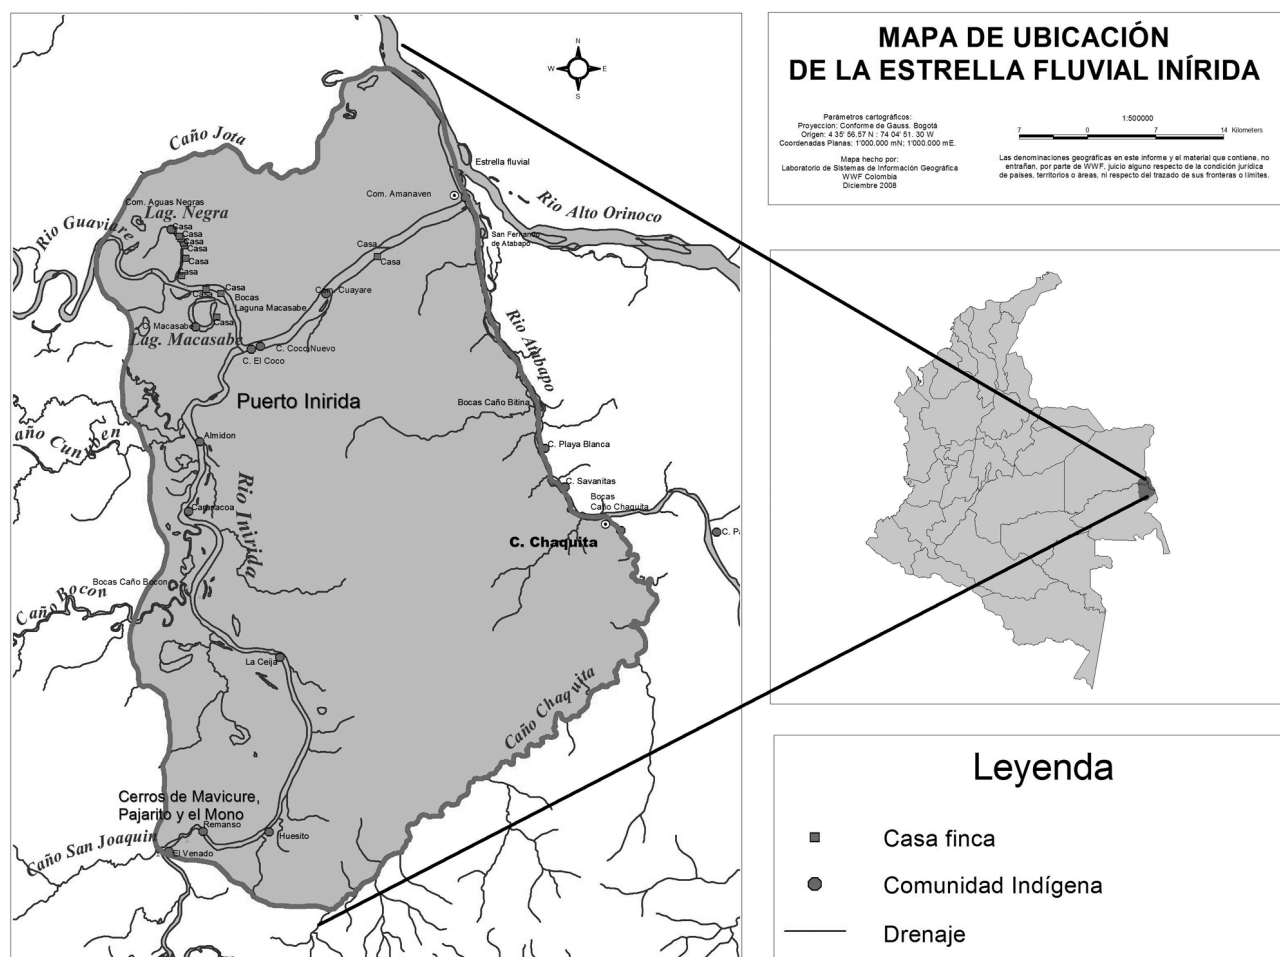 MAPA DE UBICACIÓN
DE LA ESTRELLA FLUVIAL INÍRIDA
Parámetros cartográficos:
Proyeccion: Conforme de Gauss. Bogotá
Origen: 4 35' 56.57 N : 74 04' 51. 30 W
Coordenadas Planas: 1'000.000 mN; 1'000.000 mE.
Mapa hecho por:
Laboratorio de Sistemas de Información Geográfica
WWF Colombia
Diciembre 2008
1:500000
7 0 7 14 Kilometers
Las denominaciones geográficas en este informe y el material que contiene, no
entrañan, por parte de WWF, juicio alguno respecto de la condición jurídica
de países, territorios o áreas, ni respecto del trazado de sus fronteras o límites.
N
W E
S
Caño Jota
Estrella fluvial
Com. Amanaven
Rio Alto Orinoco
Com. Aguas Negras
Lag. Negra
Rio Guaviare
Casa
Casa
Casa
Casa
Casa
Casa
San Fernando
de Atabapo
Casa
Casa
Casa
Casa
Bocas
Laguna Macasabe
Com. Cuayare
Casa
C. Macasabe
Lag. Macasabe
Rio Atabapo
C. Coco Nuevo
C. El Coco
Puerto Inirida
Bocas Caño Bitina
Almidon
C. Playa Blanca
C. Savanitas
Bocas
Caño Chaquita
Rio Inirida
C. Chaquita
Bocas Caño Bocon
Caño Bocon
La Ceija
Caño Chaquita
Cerros de Mavicure,
Pajarito y el Mono
Remanso
Huesito
Caño San Joaquin
El Venado
Leyenda
Casa finca
Comunidad Indígena
Drenaje